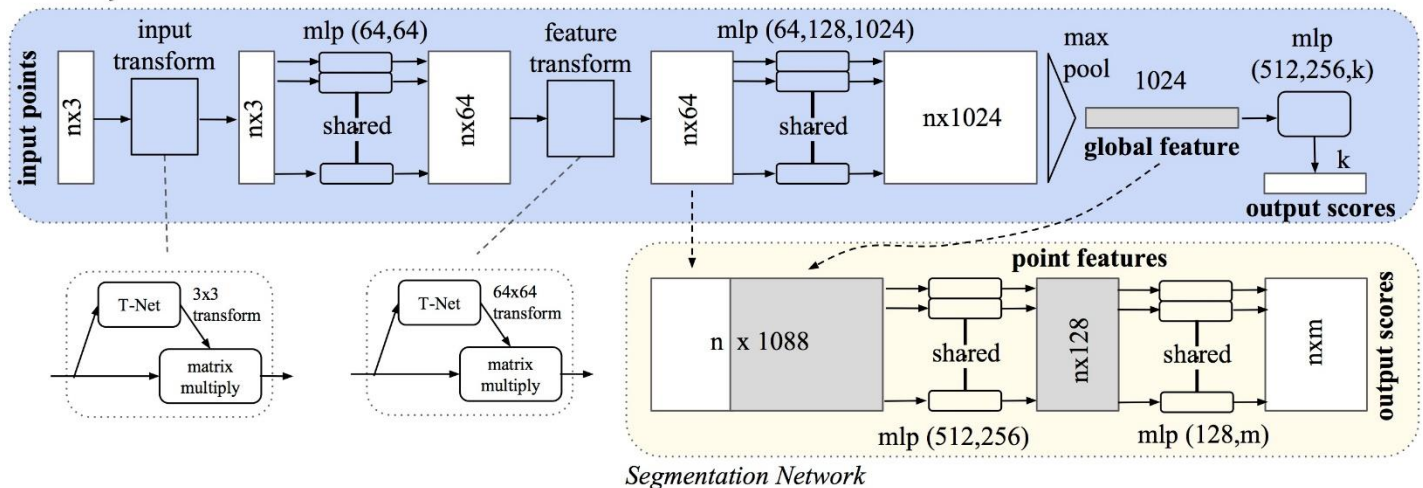 input
transform
mlp (64,64)
feature
transform
mlp (64,128,1024)
max
pool
1024
mlp
(512,256,k)
input points
nx3
nx3
shared
nx64
nx64
shared
nx1024
global feature
k
output scores
T-Net
3x3
transform
matrix
multiply
T-Net
64x64
transform
matrix
multiply
point features
n x 1088
shared
nx128
shared
nxm
output scores
mlp (512,256)
mlp (128,m)
Segmentation Network